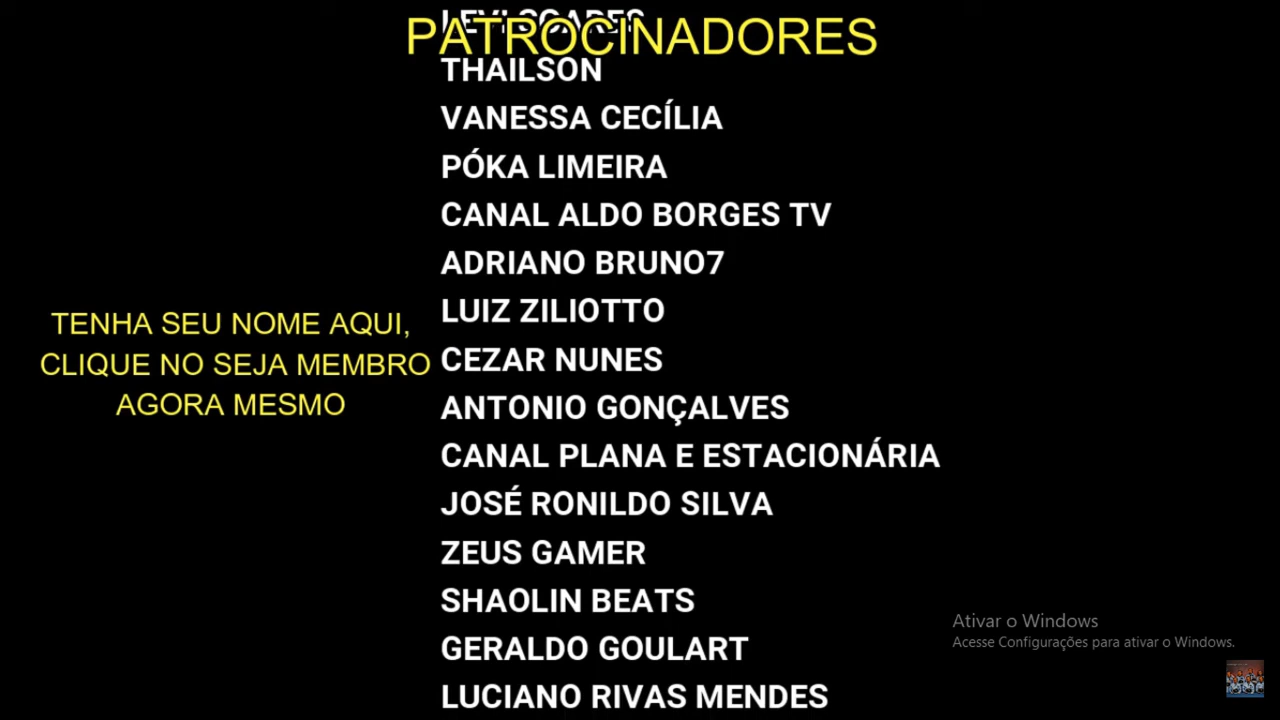 PATROCINADORES
LEVI SOARES
THAILSON
VANESSA CECÍLIA
PÓKA LIMEIRA
CANAL ALDO BORGES TV
ADRIANO BRUNO7
LUIZ ZILIOTTO
CEZAR NUNES
ANTONIO GONÇALVES
CANAL PLANA E ESTACIONÁRIA
JOSÉ RONILDO SILVA
ZEUS GAMER
SHAOLIN BEATS
GERALDO GOULART
LUCIANO RIVAS MENDES
TENHA SEU NOME AQUI,
CLIQUE NO SEJA MEMBRO
AGORA MESMO
Ativar o Windows
Acesse Configurações para ativar o Windows.